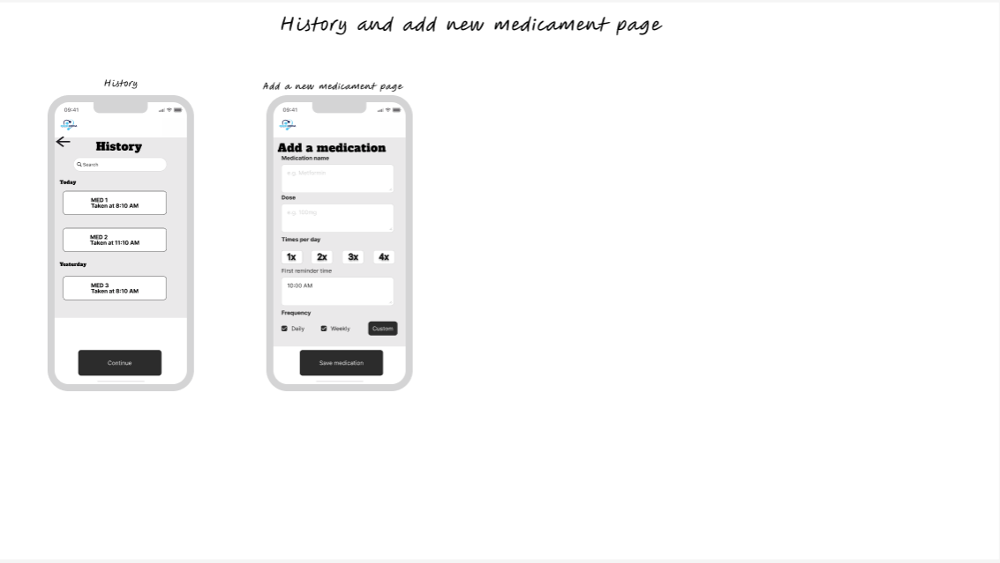 History and add new medicament page
History
09:41
History
Search
Today
MED 1
Taken at 8:10 AM
MED 2
Taken at 11:10 AM
Yesterday
MED 3
Taken at 8:10 AM
Continue
Add a new medicament page
09:41
Add a medication
Medication name
e.g. Metformin
Dose
e.g. 100mg
Times per day
1x 2x 3x 4x
First reminder time
10:00 AM
Frequency
Daily Weekly Custom
Save medication